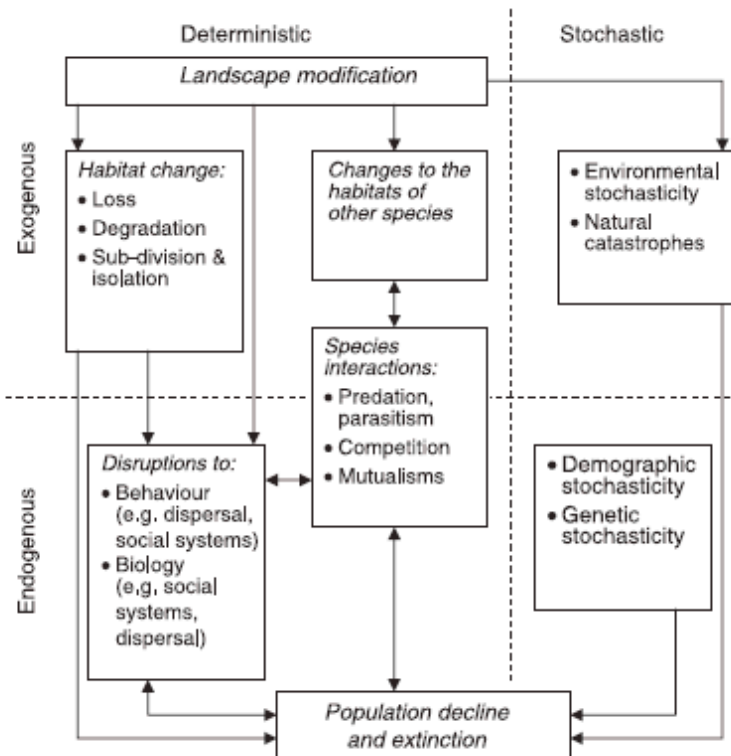 Deterministic
Stochastic
Exogenous
Endogenous
Landscape modification
Habitat change:
• Loss
• Degradation
• Sub-division &
isolation
Changes to the
habitats of
other species
• Environmental
stochasticity
• Natural
catastrophes
Species
interactions:
• Predation,
parasitism
• Competition
• Mutualisms
Disruptions to:
• Behaviour
(e.g. dispersal,
social systems)
• Biology
(e.g. social
systems,
dispersal)
• Demographic
stochasticity
• Genetic
stochasticity
Population decline
and extinction